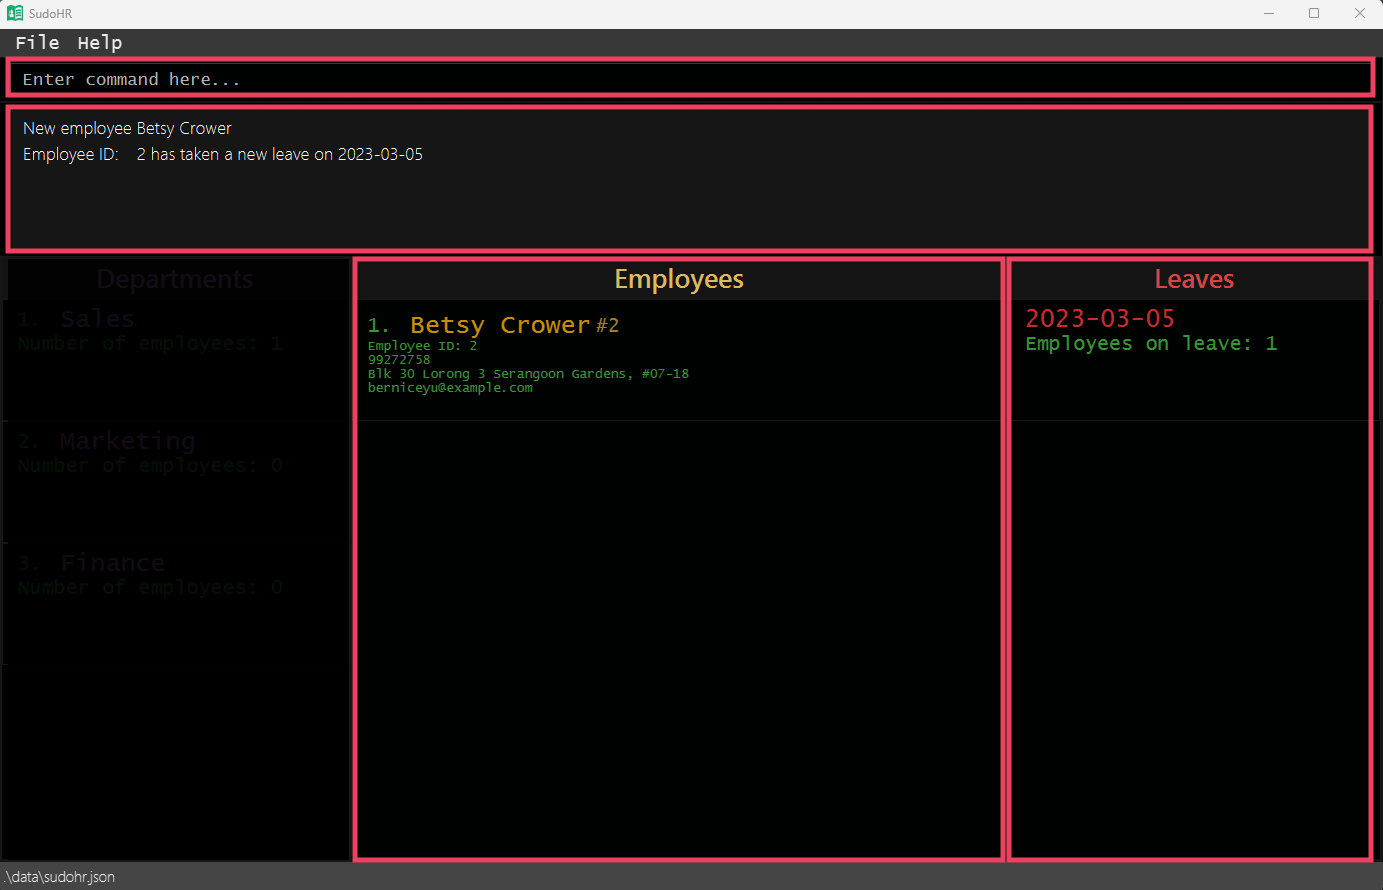 SudoHR
File Help
Enter command here...
New employee Betsy Crower
Employee ID: 2 has taken a new leave on 2023-03-05
Departments
1. Sales
Number of employees: 1
2. Marketing
Number of employees: 0
3. Finance
Number of employees: 0
Employees
1. Betsy Crower #2
Employee ID: 2
99272758
Blk 30 Lorong 3 Serangoon Gardens, #07-18
berniceyu@example.com
Leaves
2023-03-05
Employees on leave: 1
.\data\sudohr.json